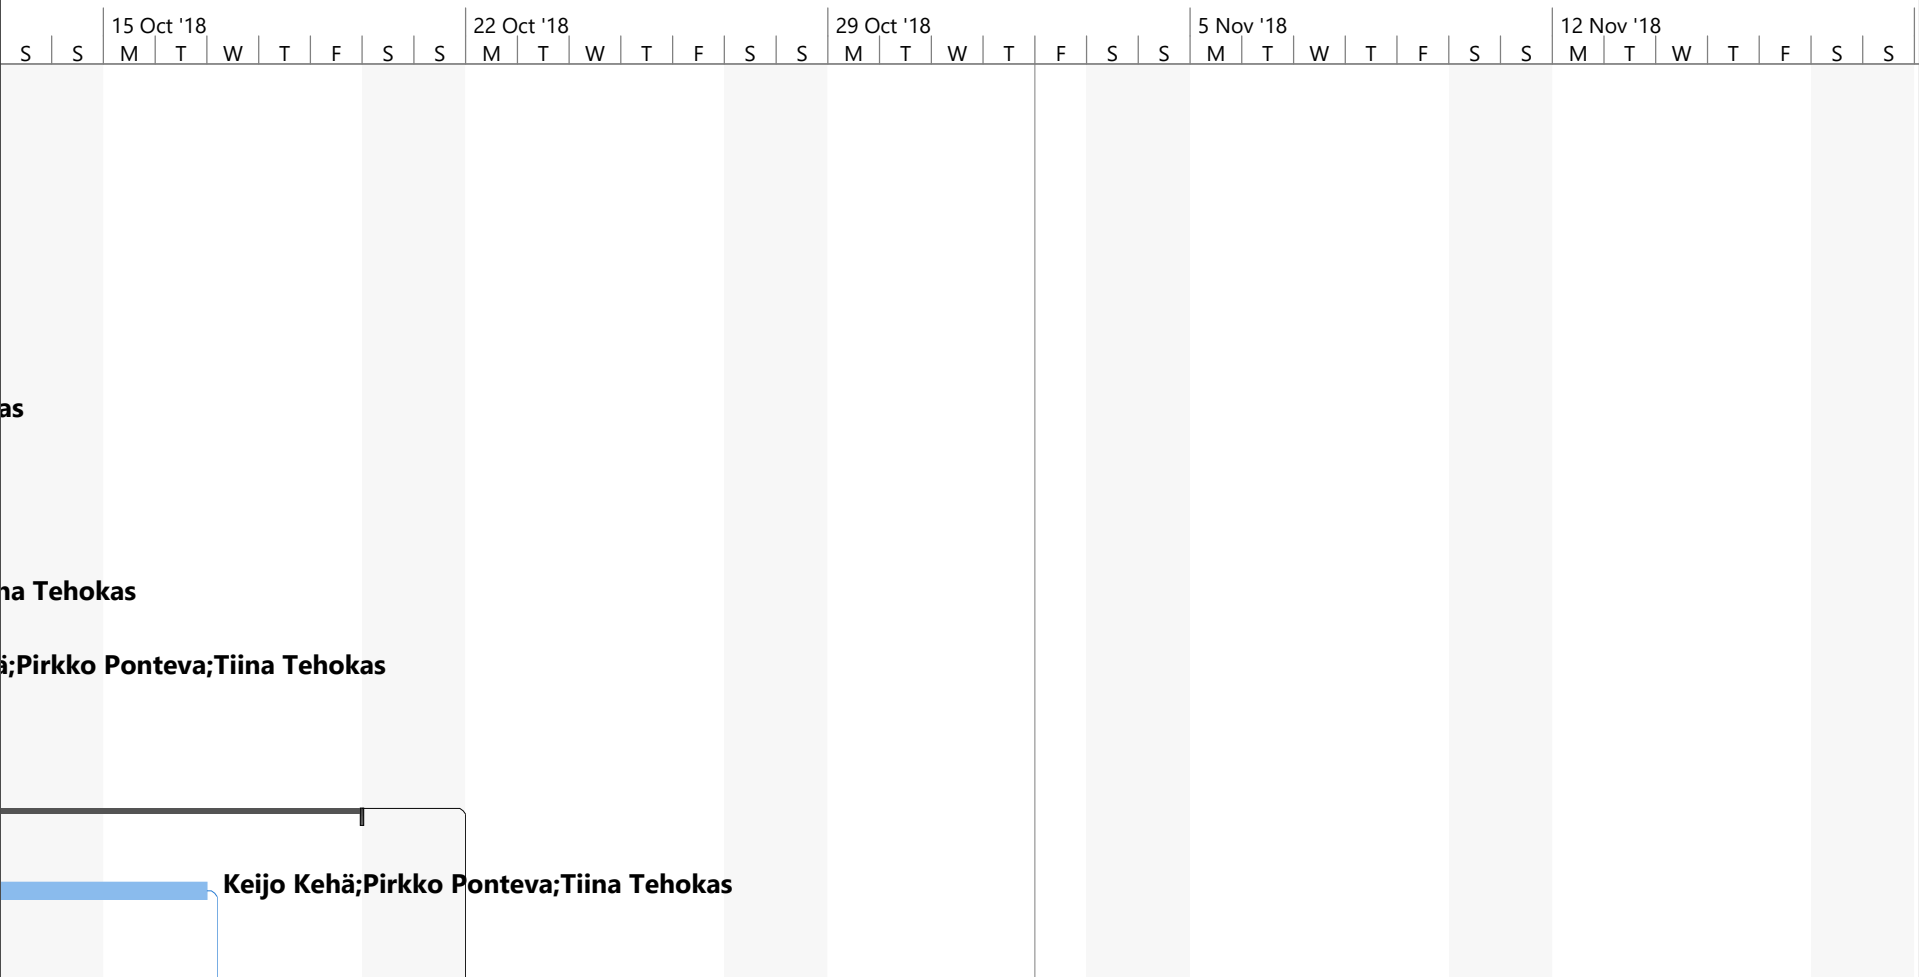 15 Oct '18 22 Oct '18 29 Oct '18 5 Nov '18 12 Nov '18
S S M T W T F S S M T W T F S S M T W T F S S M T W T F S S M T W T F S S
as
na Tehokas
ä;Pirkko Ponteva;Tiina Tehokas
Keijo Kehä;Pirkko Ponteva;Tiina Tehokas